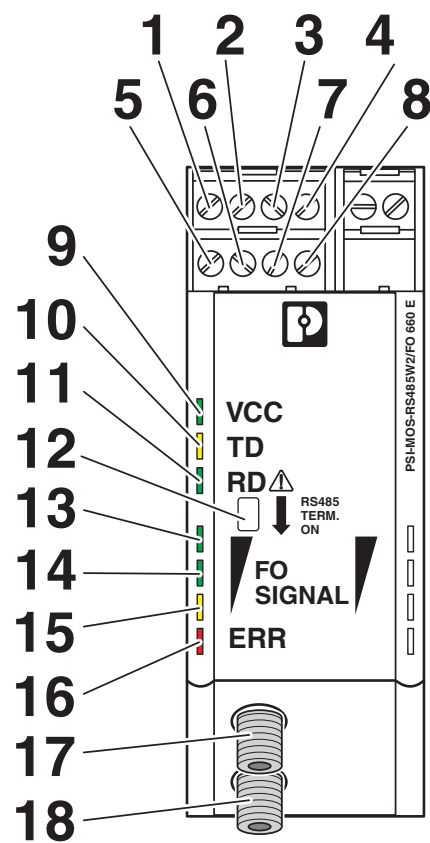 1 2 3 4
5 6 7 8
9
10
11
12
13
14
15
16
17
18
VCC
TD
RD
RS485
TERM.
ON
FO
SIGNAL
ERR
PSI-MOS-RS485W2/FO 660 E